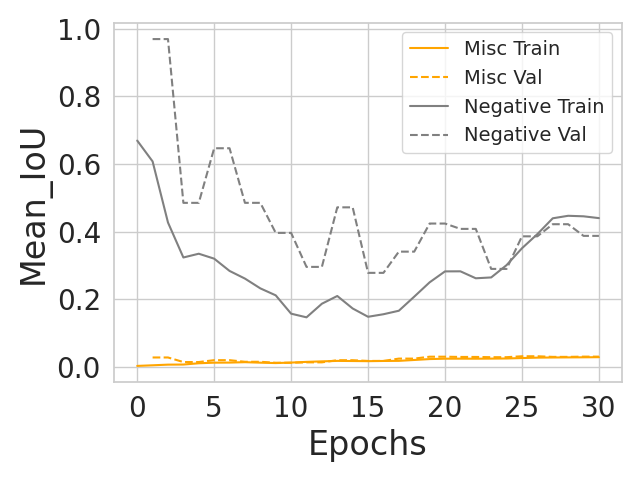 Misc Train
Misc Val
Negative Train
Negative Val
Mean_IoU
1.0
0.8
0.6
0.4
0.2
0.0
0 5 10 15 20 25 30
Epochs